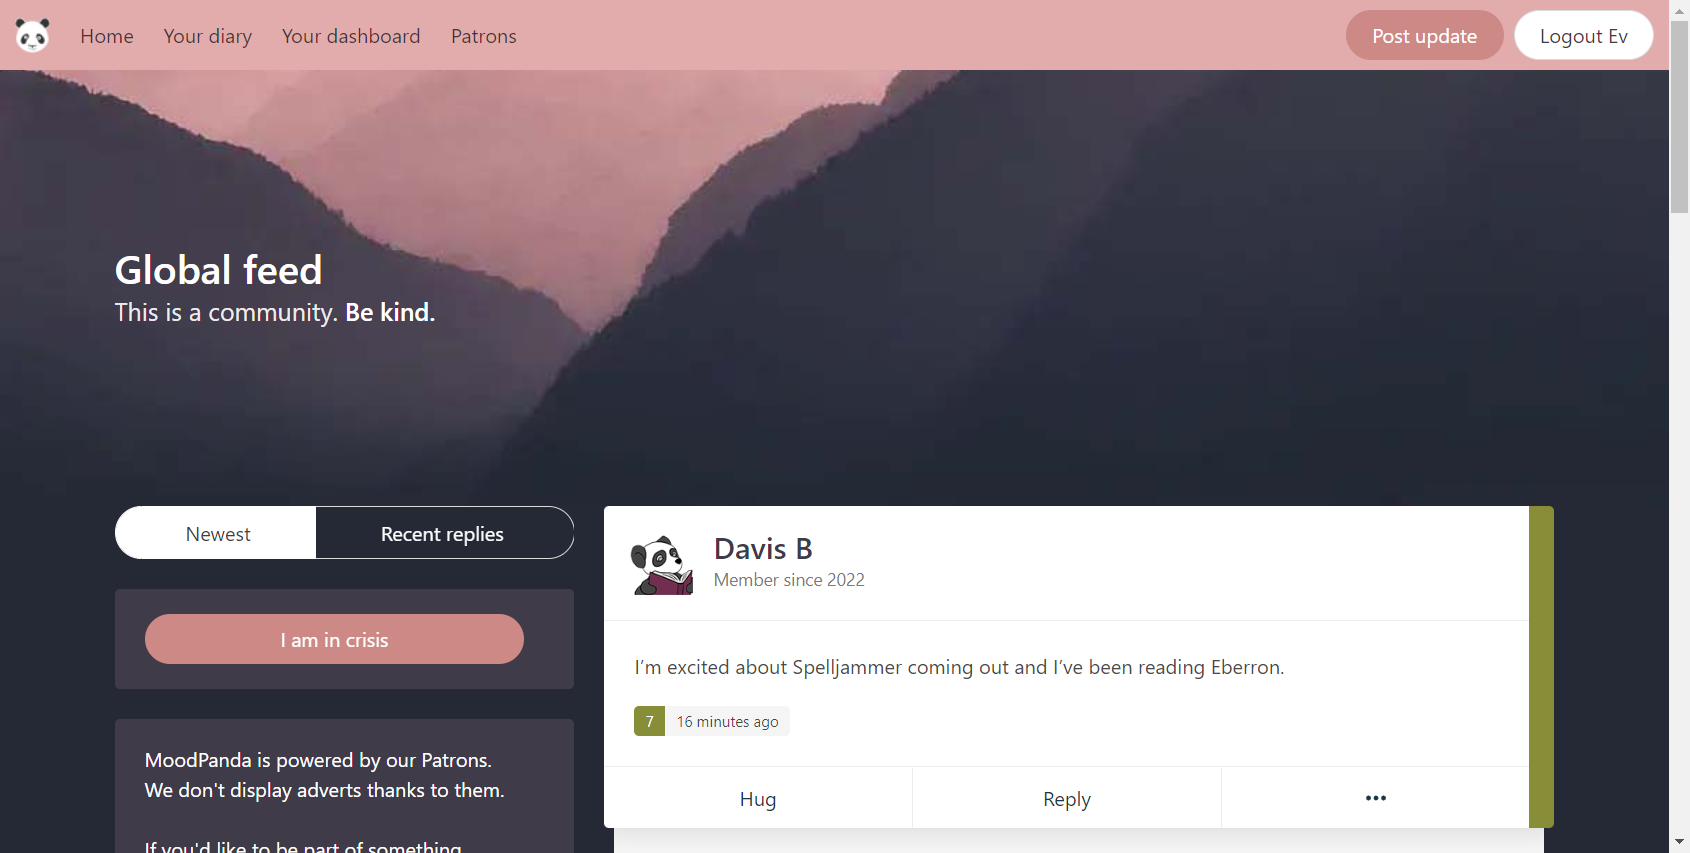 Home
Your diary
Your dashboard
Patrons
Post update
Logout Ev
Global feed
This is a community. Be kind.
Newest
Recent replies
I am in crisis
MoodPanda is powered by our Patrons.
We don't display adverts thanks to them.
If you'd like to be part of something
Davis B
Member since 2022
I’m excited about Spelljammer coming out and I’ve been reading Eberron.
7
16 minutes ago
Hug
Reply
•••